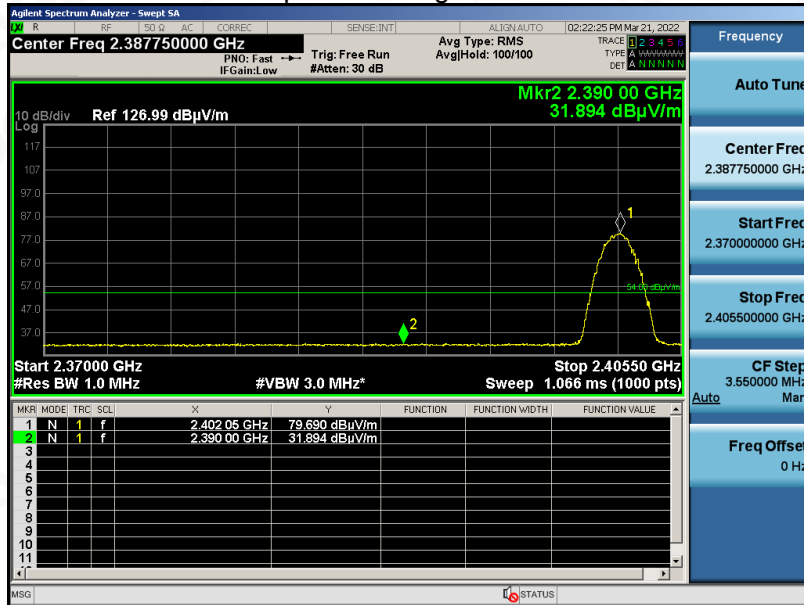 Agilent Spectrum Analyzer - Swept SA
LXI R RF 50 Ω AC CORREC SENSE:INT ALIGN AUTO 02:22:25 PM Mar 21, 2022
Center Freq 2.387750000 GHz
PNO: Fast
IFGain:Low
Trig: Free Run
#Atten: 30 dB
Avg Type: RMS
Avg|Hold: 100/100
TRACE 1 2 3 4 5 6
TYPE A WWWWW
DET A N N N N N
Mkr2 2.390 00 GHz
31.894 dBµV/m
10 dB/div Ref 126.99 dBµV/m
Log
117
107
97.0
87.0
77.0
67.0
57.0
47.0
37.0
1
2
Start 2.37000 GHz Stop 2.40550 GHz
#Res BW 1.0 MHz #VBW 3.0 MHz* Sweep 1.066 ms (1000 pts)
MKR MODE TRC SCL X Y FUNCTION FUNCTION WIDTH FUNCTION VALUE
1 N 1 f 2.402 05 GHz 79.690 dBµV/m
2 N 1 f 2.390 00 GHz 31.894 dBµV/m
3
4
5
6
7
8
9
10
11
MSG STATUS
Frequency
Auto Tune
Center Freq
2.387750000 GHz
Start Freq
2.370000000 GHz
Stop Freq
2.405500000 GHz
CF Step
3.550000 MHz
Auto Man
Freq Offset
0 Hz